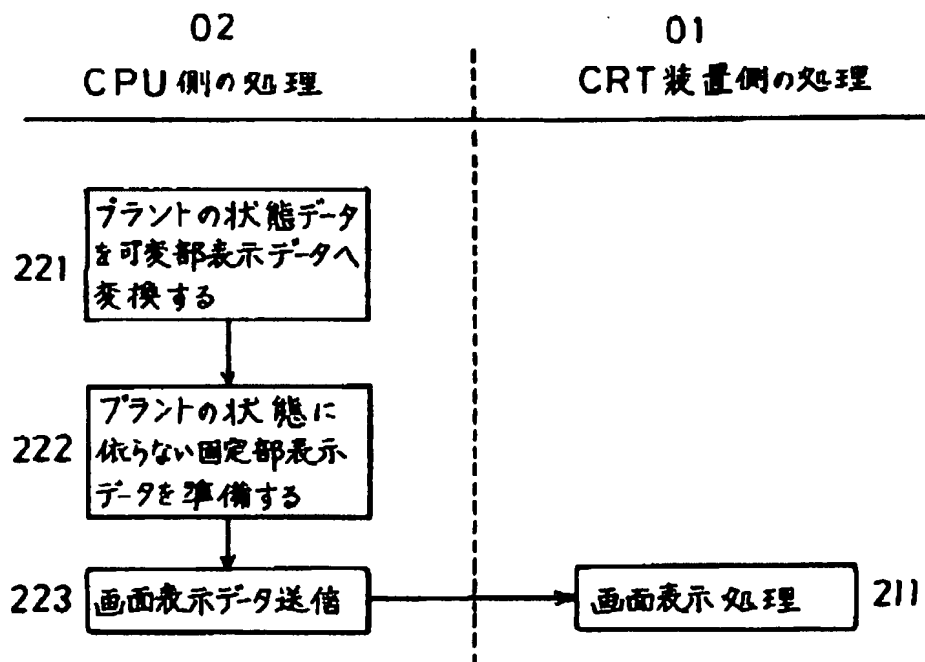 02
CPU側の処理
01
CRT装置側の処理
221
プラントの状態データ
を可変部表示データへ
変換する
222
プラントの状態に
依らない固定部表示
データを準備する
223
画面表示データ送信
画面表示処理
211